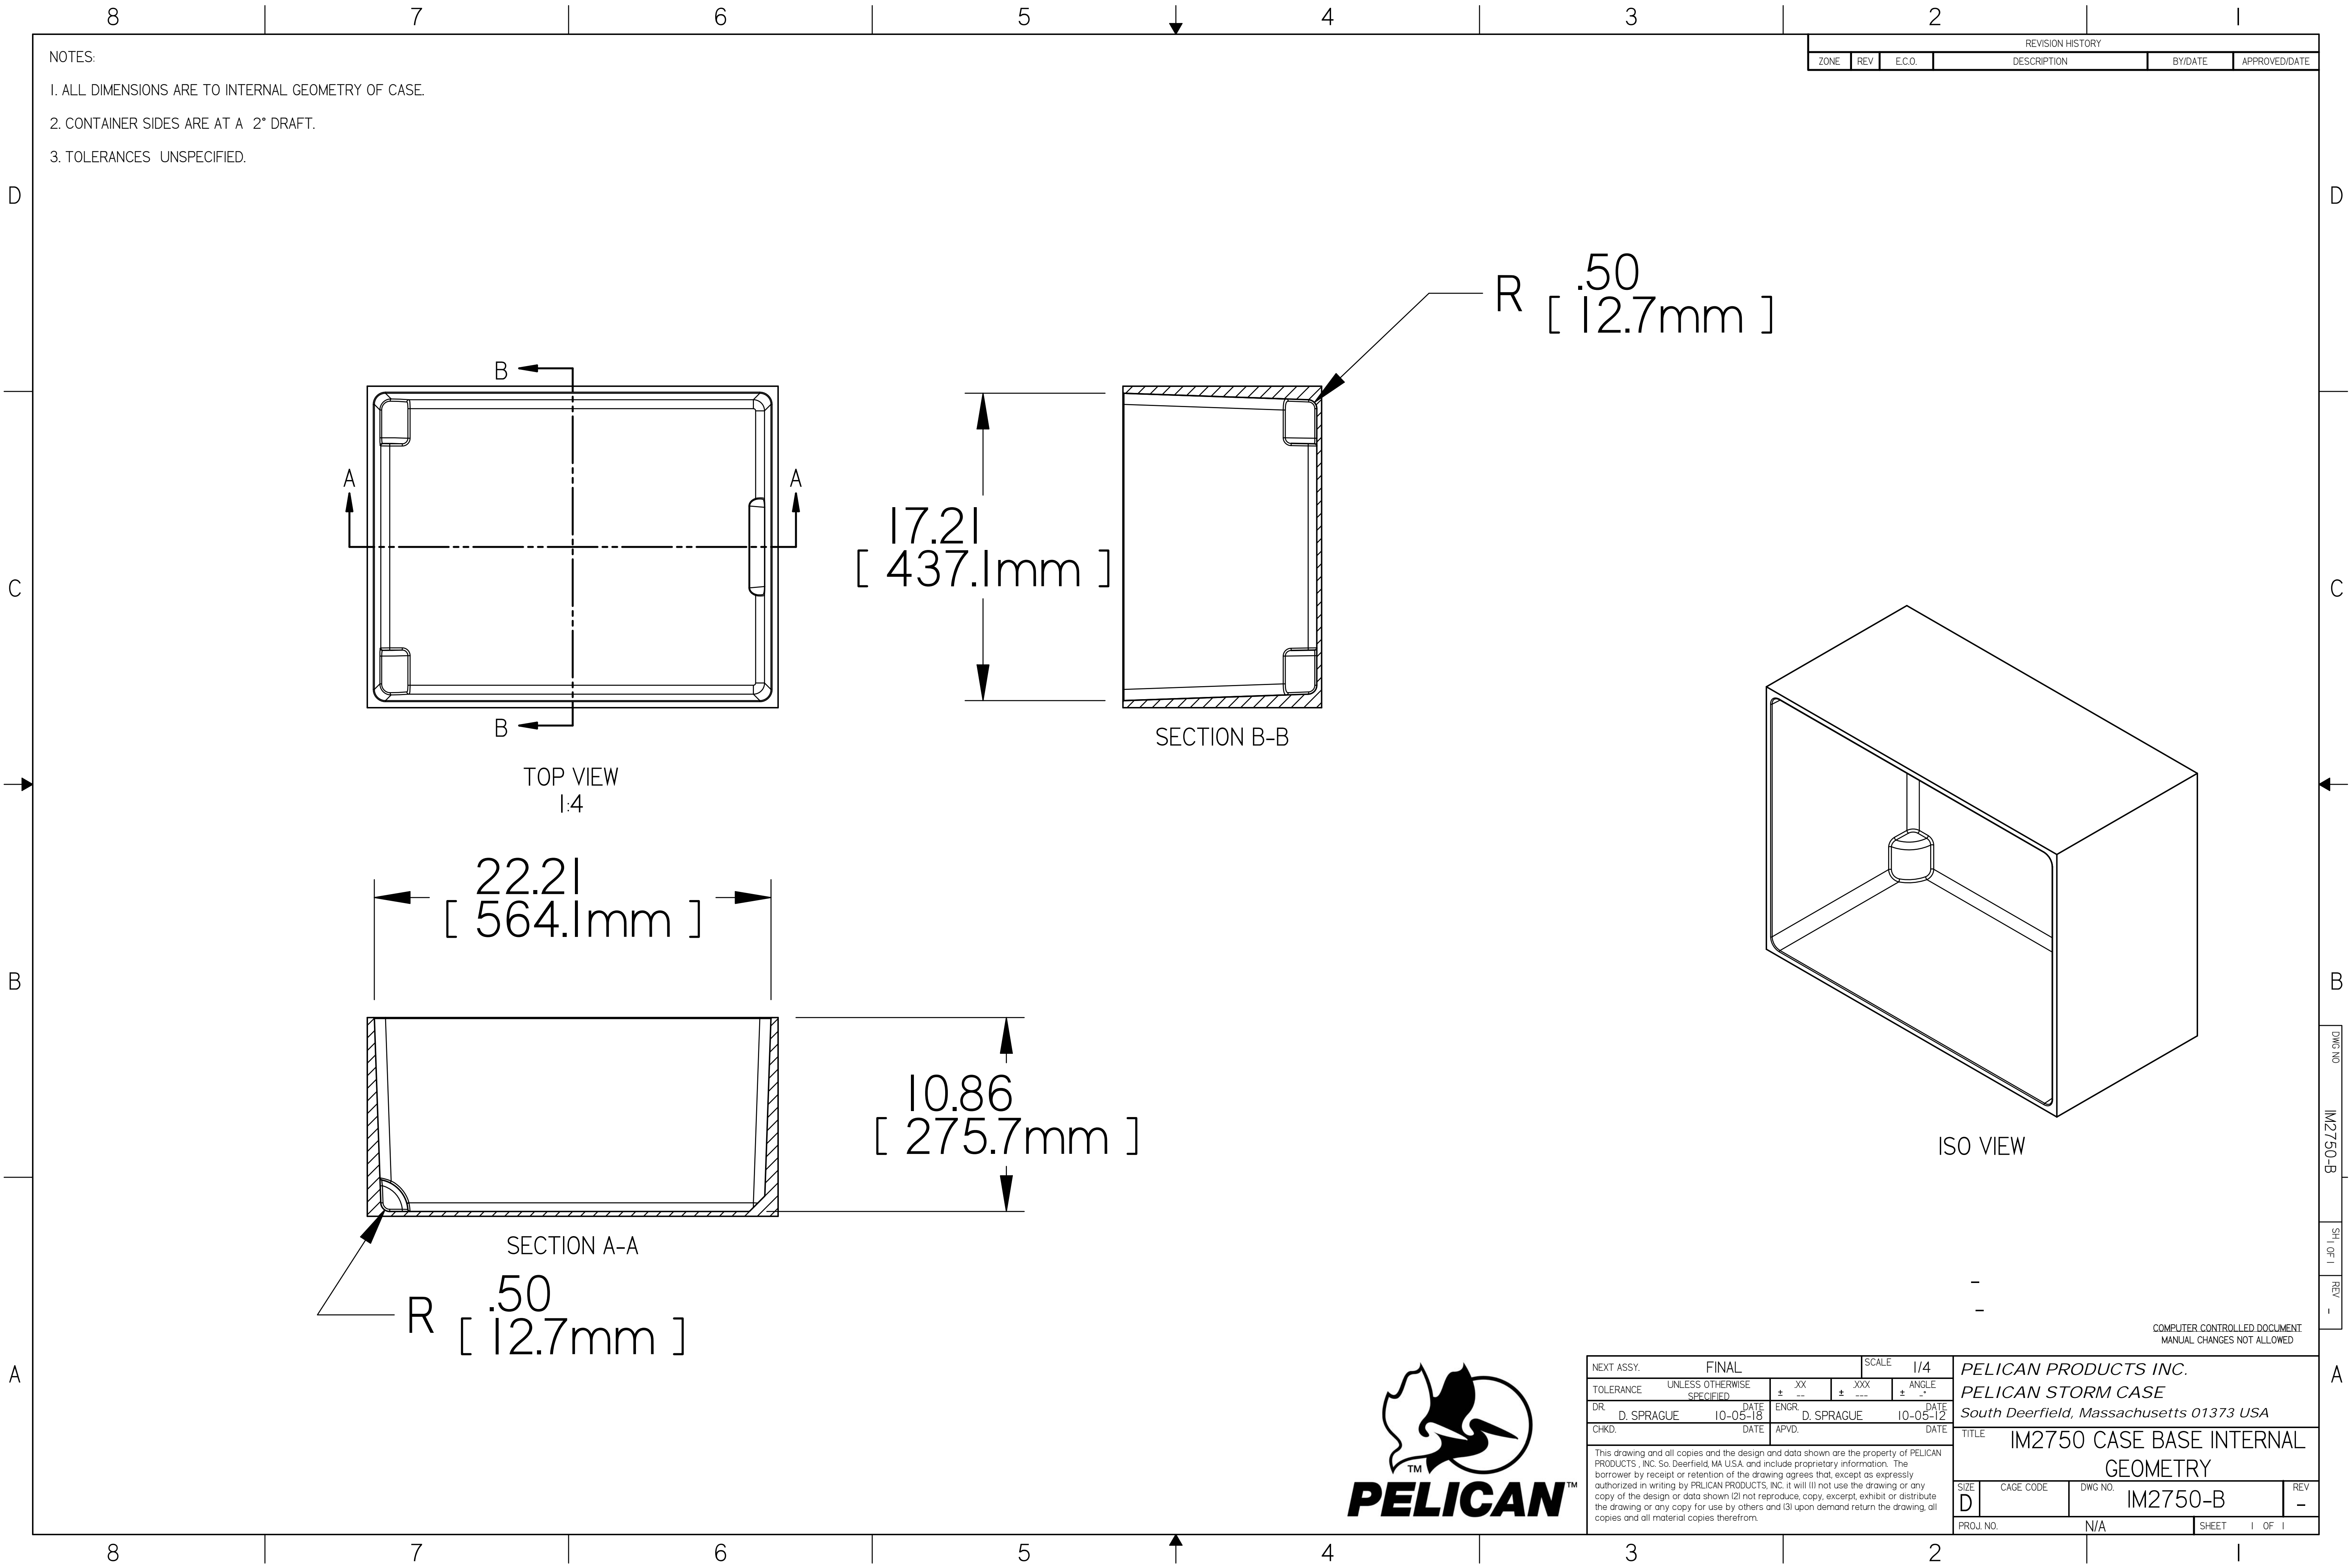 8 7 6 5 4 3 2 1
NOTES:
1. ALL DIMENSIONS ARE TO INTERNAL GEOMETRY OF CASE.
2. CONTAINER SIDES ARE AT A 2° DRAFT.
3. TOLERANCES UNSPECIFIED.
REVISION HISTORY
ZONE REV E.C.O. DESCRIPTION BY/DATE APPROVED/DATE
D D
R .50
[ 12.7mm ]
B
A A
B
TOP VIEW
1:4
17.21
[ 437.1mm ]
SECTION B-B
C C
22.21
[ 564.1mm ]
10.86
[ 275.7mm ]
SECTION A-A
R .50
[ 12.7mm ]
ISO VIEW
B B
DWG NO
IM2750-B
SH 1 OF 1
REV -
-
-
COMPUTER CONTROLLED DOCUMENT
MANUAL CHANGES NOT ALLOWED
A A
TM
PELICAN™
NEXT ASSY. FINAL SCALE 1/4
TOLERANCE UNLESS OTHERWISE SPECIFIED .XX ± -- .XXX ± --- ANGLE ± -°
DR. D. SPRAGUE DATE 10-05-18 ENGR. D. SPRAGUE DATE 10-05-12
CHKD. DATE APVD. DATE
This drawing and all copies and the design and data shown are the property of PELICAN
PRODUCTS , INC. So. Deerfield, MA U.S.A. and include proprietary information. The
borrower by receipt or retention of the drawing agrees that, except as expressly
authorized in writing by PRLICAN PRODUCTS, INC. it will (1) not use the drawing or any
copy of the design or data shown (2) not reproduce, copy, excerpt, exhibit or distribute
the drawing or any copy for use by others and (3) upon demand return the drawing, all
copies and all material copies therefrom.
PELICAN PRODUCTS INC.
PELICAN STORM CASE
South Deerfield, Massachusetts 01373 USA
TITLE IM2750 CASE BASE INTERNAL
GEOMETRY
SIZE D CAGE CODE DWG NO. IM2750-B REV -
PROJ. NO. N/A SHEET 1 OF 1
8 7 6 5 4 3 2 1